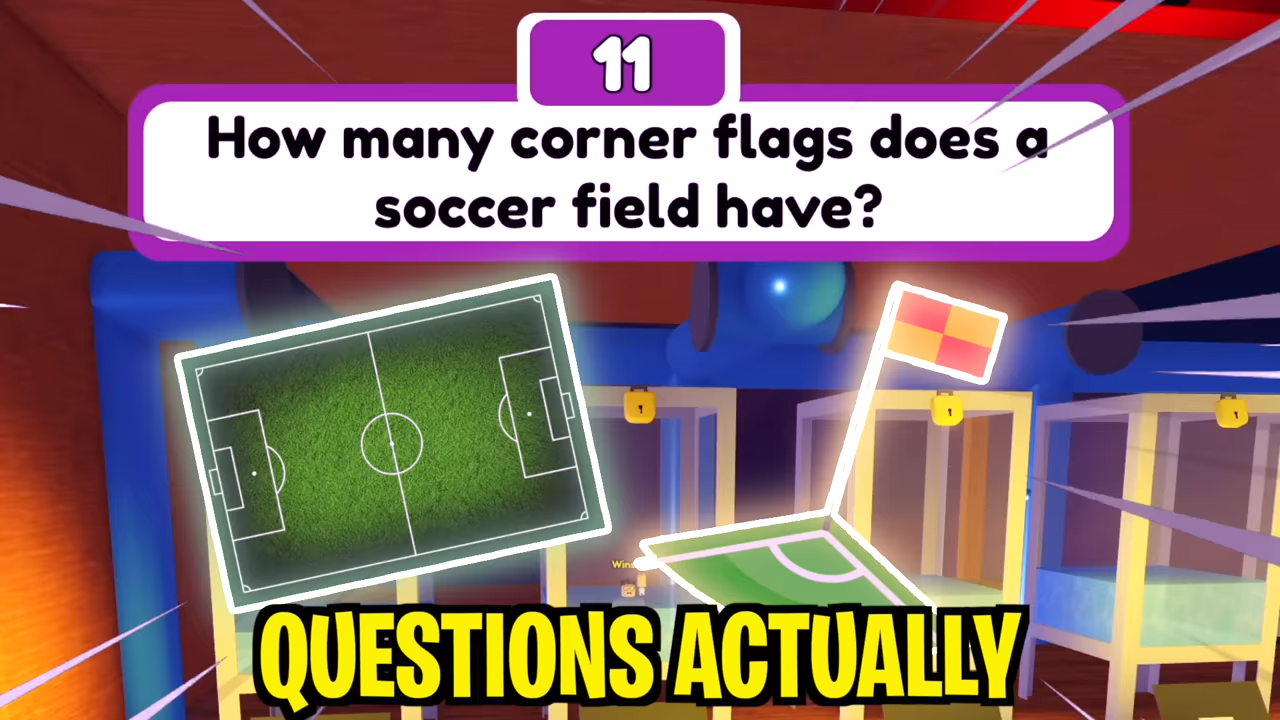 11
How many corner flags does a
soccer field have?
QUESTIONS ACTUALLY